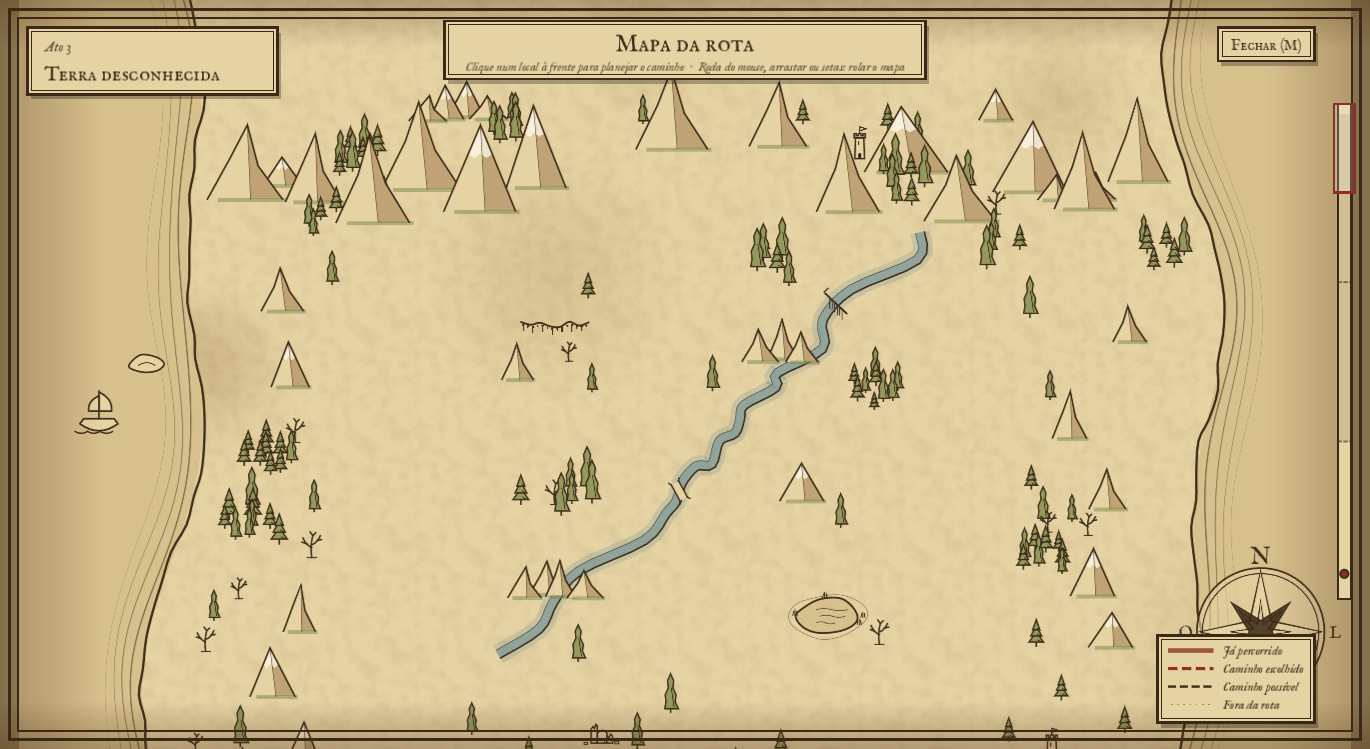 Ato 3
Terra desconhecida
Mapa da rota
Clique num local à frente para planejar o caminho · Roda do mouse, arrastar ou setas: rolar o mapa
Fechar (M)
N
O
L
Já percorrido
Caminho escolhido
Caminho possível
Fora da rota